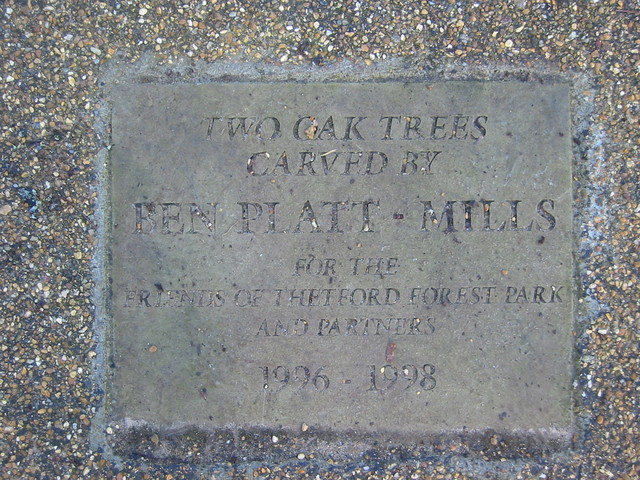 TWO OAK TREES
CARVED BY
BEN PLATT - MILLS
FOR THE
FRIENDS OF THETFORD FOREST PARK
AND PARTNERS
1996 - 1998